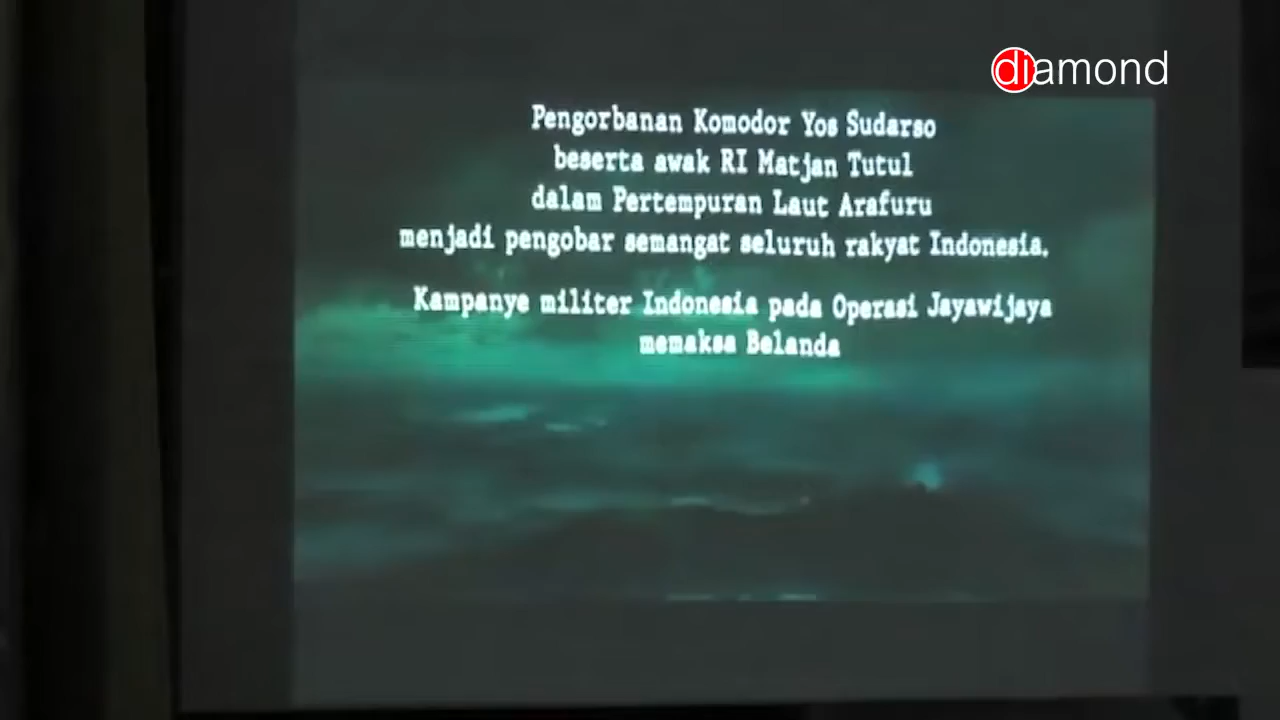 diamond
Pengorbanan Komodor Yos Sudarso
beserta awak RI Matjan Tutul
dalam Pertempuran Laut Arafuru
menjadi pengobar semangat seluruh rakyat Indonesia.
Kampanye militer Indonesia pada Operasi Jayawijaya
memaksa Belanda